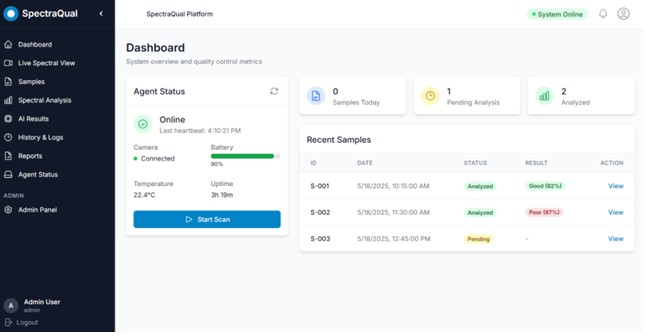 SpectraQual
SpectraQual Platform
System Online
Dashboard
Live Spectral View
Samples
Spectral Analysis
AI Results
History & Logs
Reports
Agent Status
ADMIN
Admin Panel
A
Admin User
admin
Logout
Dashboard
System overview and quality control metrics
Agent Status
Online
Last heartbeat: 4:10:21 PM
Camera Battery
Connected
90%
Temperature Uptime
22.4°C 3h 19m
Start Scan
0
Samples Today
1
Pending Analysis
2
Analyzed
Recent Samples
ID DATE STATUS RESULT ACTION
S-001 5/18/2025, 10:15:00 AM Analyzed Good (92%) View
S-002 5/18/2025, 11:30:00 AM Analyzed Poor (87%) View
S-003 5/18/2025, 12:45:00 PM Pending - View